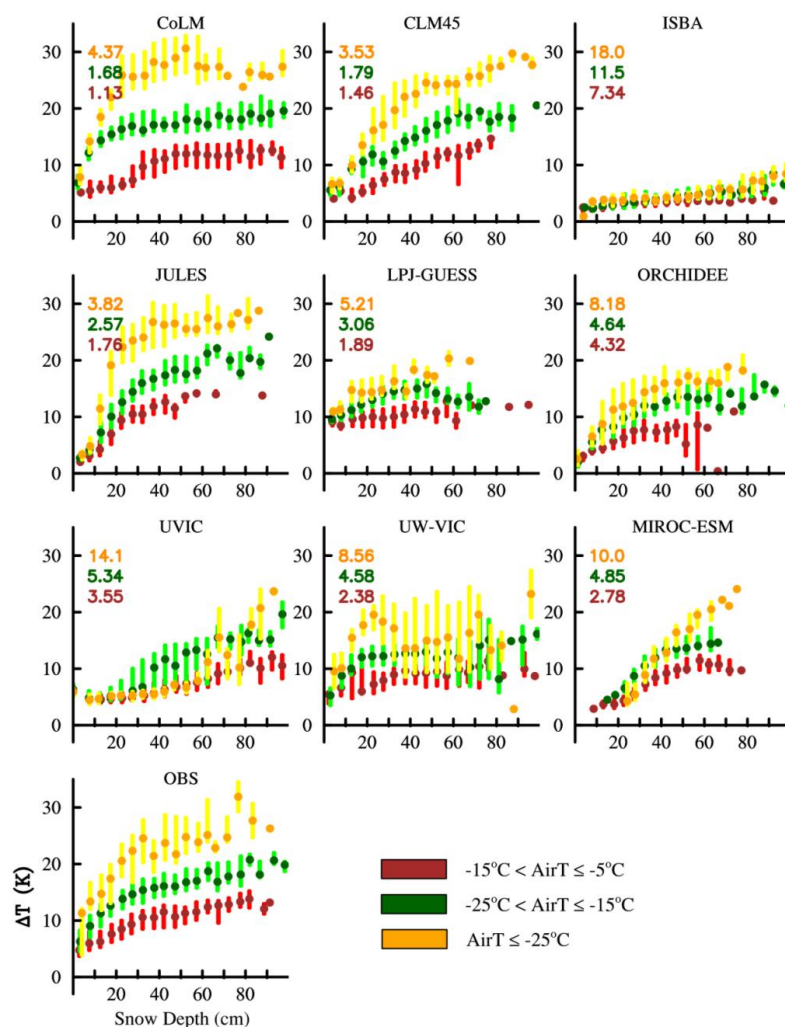 CoLM CLM45 ISBA
30 30 30
4.37 3.53 18.0
1.68 1.79 11.5
1.13 1.46 7.34
20 20 20
10 10 10
0 0 0
20 40 60 80 20 40 60 80 20 40 60 80
JULES LPJ-GUESS ORCHIDEE
30 30 30
3.82 5.21 8.18
2.57 3.06 4.64
1.76 1.89 4.32
20 20 20
10 10 10
0 0 0
20 40 60 80 20 40 60 80 20 40 60 80
UVIC UW-VIC MIROC-ESM
30 30 30
14.1 8.56 10.0
5.34 4.58 4.85
3.55 2.38 2.78
20 20 20
10 10 10
0 0 0
20 40 60 80 20 40 60 80 20 40 60 80
OBS
30
20
10
0
ΔT (K)
20 40 60 80
Snow Depth (cm)
-15°C < AirT ≤ -5°C
-25°C < AirT ≤ -15°C
AirT ≤ -25°C